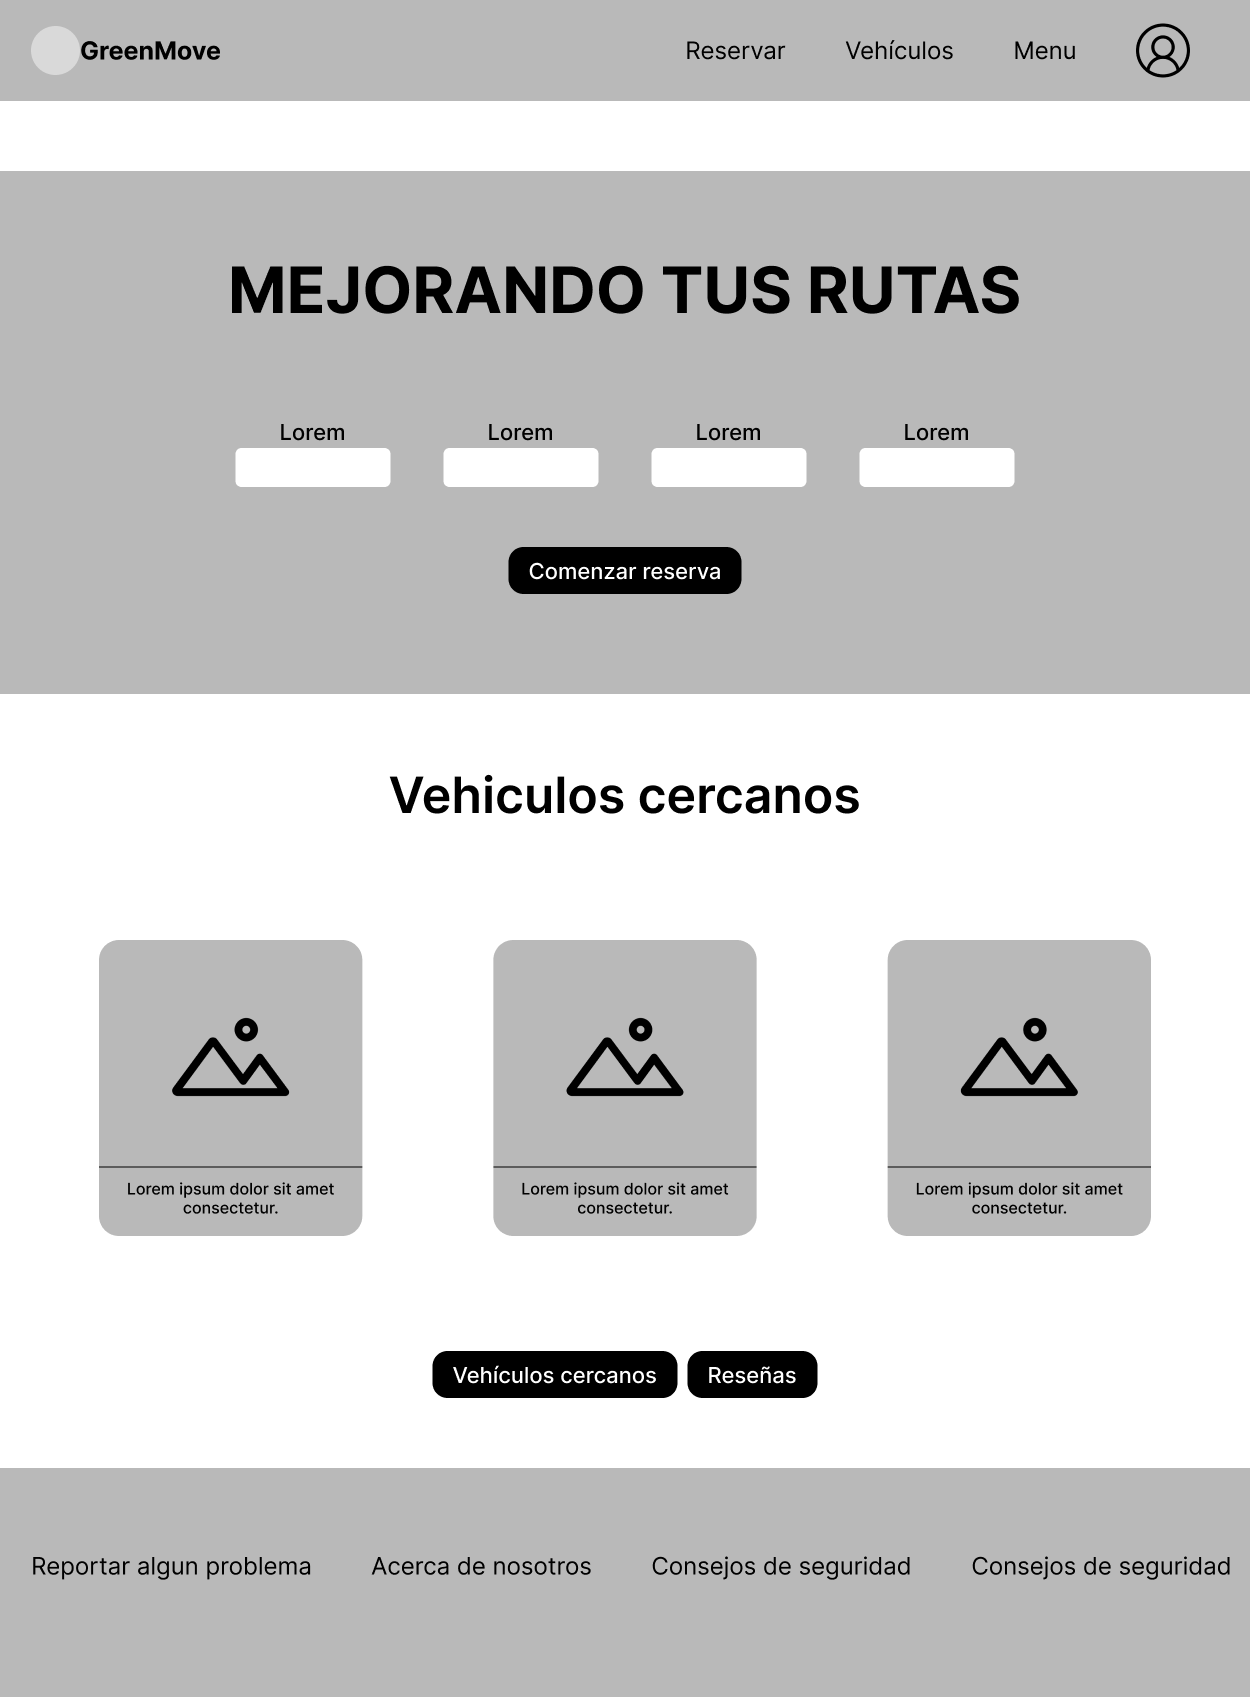 GreenMove
Reservar
Vehículos
Menu
MEJORANDO TUS RUTAS
Lorem
Lorem
Lorem
Lorem
Comenzar reserva
Vehiculos cercanos
Lorem ipsum dolor sit amet
consectetur.
Lorem ipsum dolor sit amet
consectetur.
Lorem ipsum dolor sit amet
consectetur.
Vehículos cercanos
Reseñas
Reportar algun problema
Acerca de nosotros
Consejos de seguridad
Consejos de seguridad